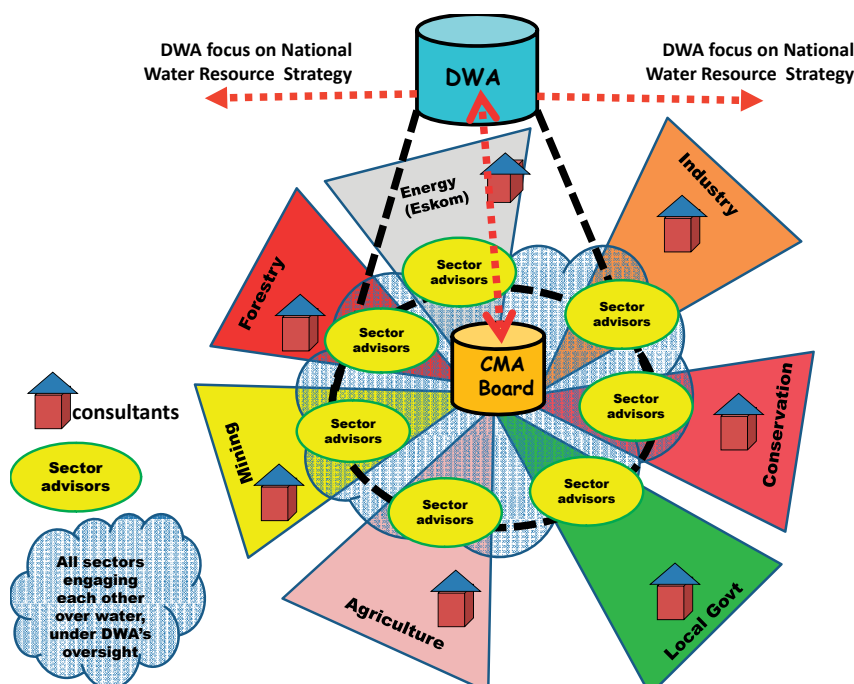 DWA focus on National
Water Resource Strategy
DWA focus on National
Water Resource Strategy
DWA
Energy
(Eskom)
Industry
Forestry
Sector
advisors
Sector
advisors
Sector
advisors
CMA
Board
Sector
advisors
Sector
advisors
Conservation
Mining
Sector
advisors
Sector
advisors
Agriculture
Local Govt
consultants
Sector
advisors
All sectors
engaging
each other
over water,
under DWA's
oversight